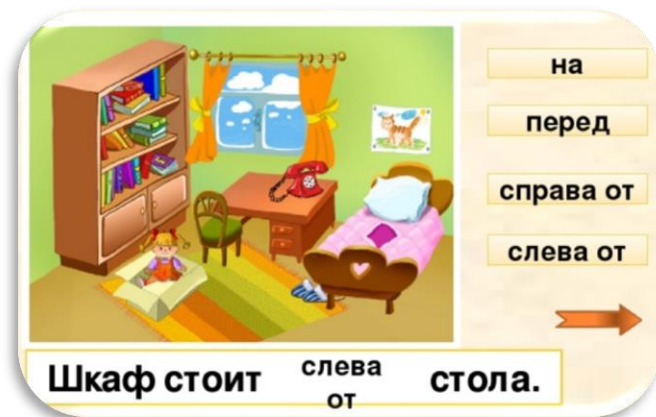 на
перед
справа от
слева от
Шкаф стоит слева от стола.